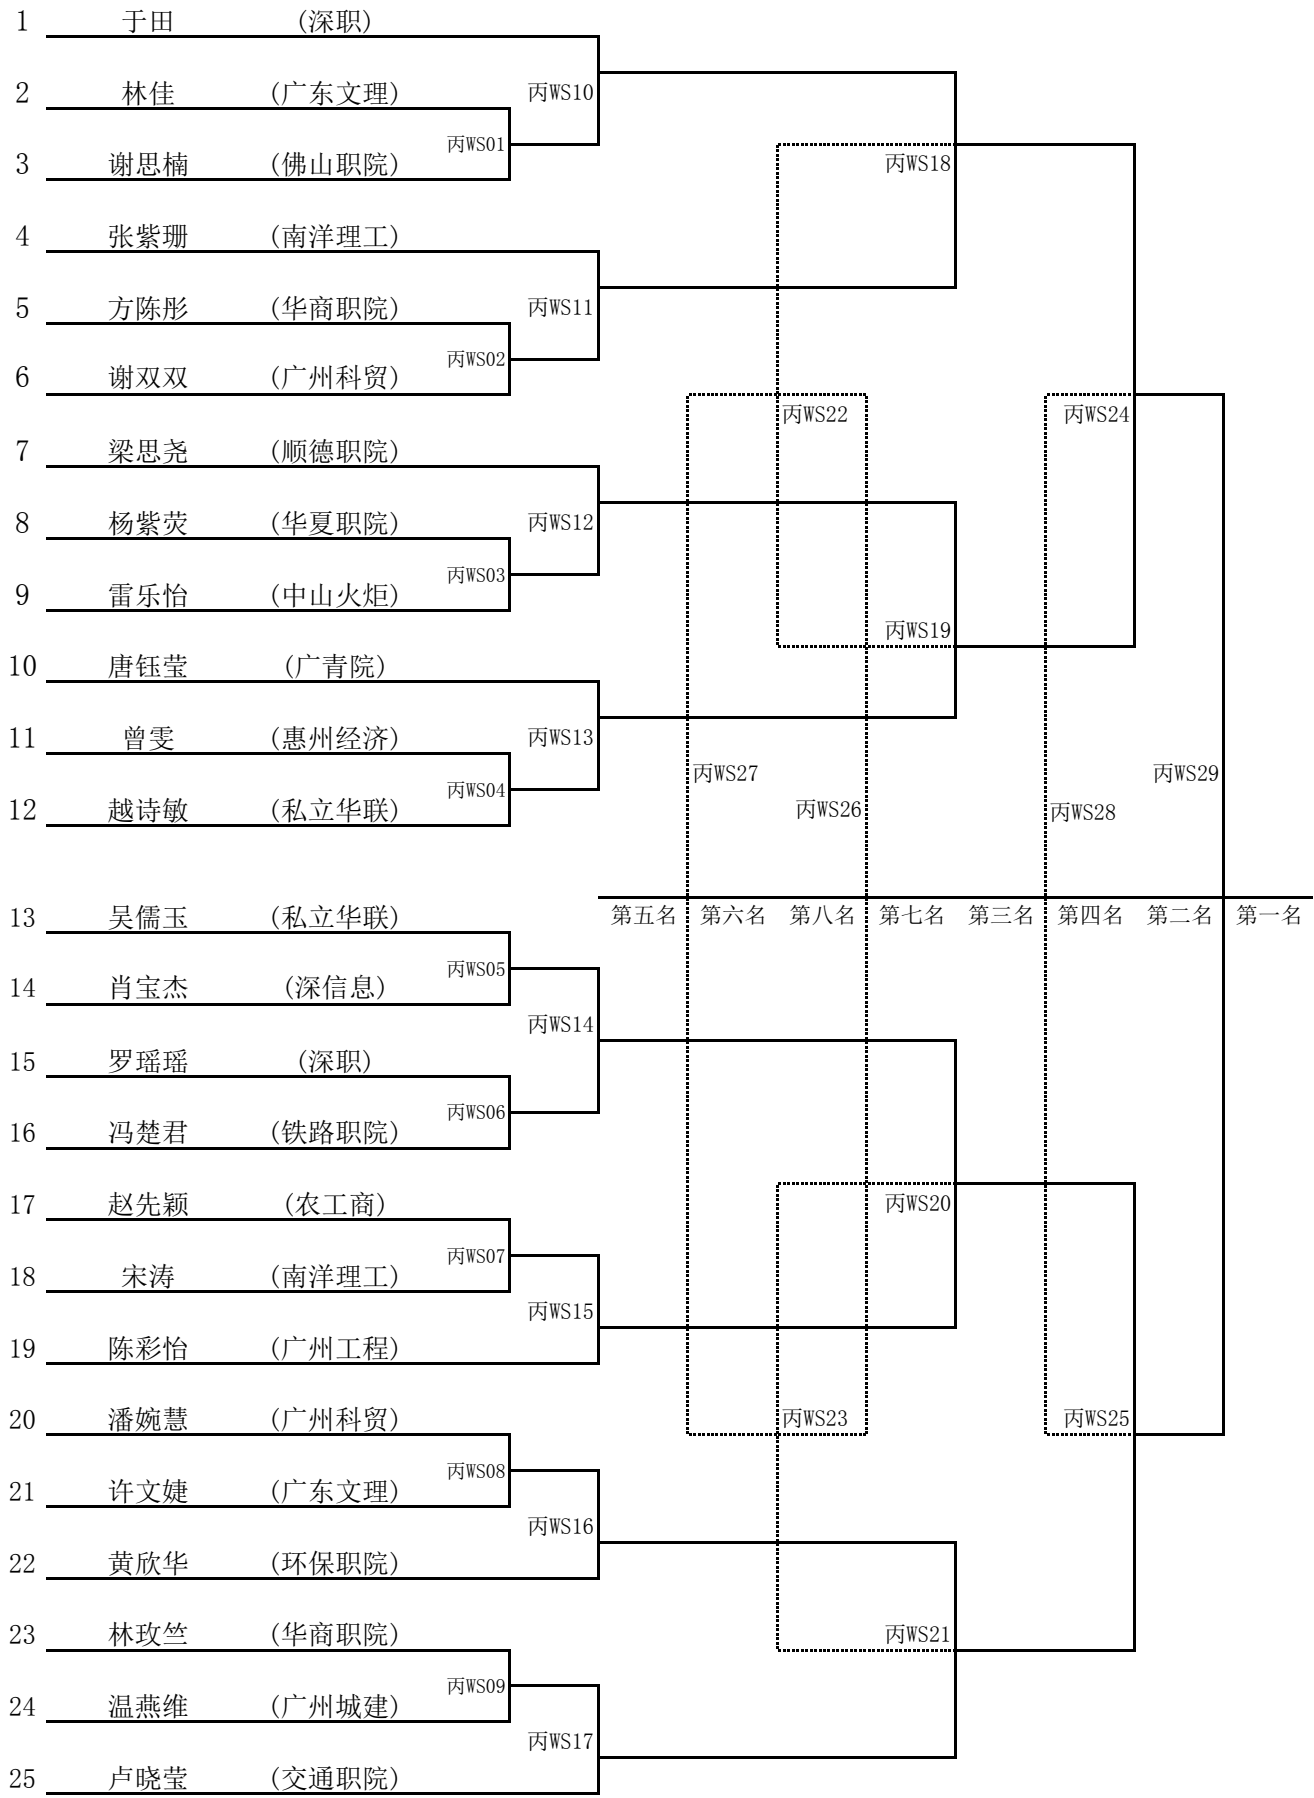 1 于田 (深职)
2 林佳 (广东文理) 丙WS10
丙WS01
3 谢思楠 (佛山职院) 丙WS18
4 张紫珊 (南洋理工)
5 方陈彤 (华商职院) 丙WS11
丙WS02
6 谢双双 (广州科贸)
丙WS22 丙WS24
7 梁思尧 (顺德职院)
8 杨紫荧 (华夏职院) 丙WS12
丙WS03
9 雷乐怡 (中山火炬)
丙WS19
10 唐钰莹 (广青院)
11 曾雯 (惠州经济) 丙WS13
丙WS27 丙WS29
丙WS04
12 越诗敏 (私立华联) 丙WS26 丙WS28
13 吴儒玉 (私立华联) 第五名 第六名 第八名 第七名 第三名 第四名 第二名 第一名
丙WS05
14 肖宝杰 (深信息)
丙WS14
15 罗瑶瑶 (深职)
丙WS06
16 冯楚君 (铁路职院)
17 赵先颖 (农工商) 丙WS20
丙WS07
18 宋涛 (南洋理工)
丙WS15
19 陈彩怡 (广州工程)
20 潘婉慧 (广州科贸) 丙WS23 丙WS25
丙WS08
21 许文婕 (广东文理)
丙WS16
22 黄欣华 (环保职院)
23 林玫竺 (华商职院) 丙WS21
丙WS09
24 温燕维 (广州城建)
丙WS17
25 卢晓莹 (交通职院)